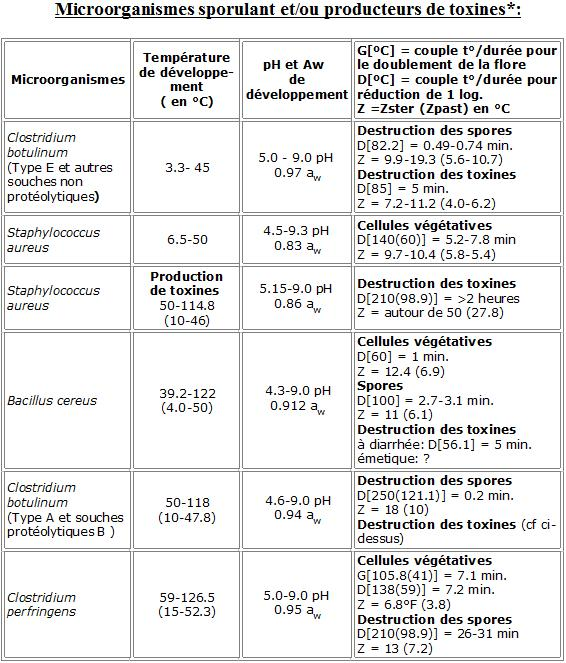 Microorganismes sporulant et/ou producteurs de toxines*:
Microorganismes
Température
de développe-
ment
( en ºC)
pH et Aw
de
développement
G[ºC] = couple t°/durée pour
le doublement de la flore
D[ºC] = couple t°/durée pour
réduction de 1 log.
Z =Zster (Zpast) en °C
Clostridium
botulinum
(Type E et autres
souches non
protéolytiques)
3.3- 45
5.0 - 9.0 pH
0.97 aw
Destruction des spores
D[82.2] = 0.49-0.74 min.
Z = 9.9-19.3 (5.6-10.7)
Destruction des toxines
D[85] = 5 min.
Z = 7.2-11.2 (4.0-6.2)
Staphylococcus
aureus
6.5-50
4.5-9.3 pH
0.83 aw
Cellules végétatives
D[140(60)] = 5.2-7.8 min
Z = 9.7-10.4 (5.8-5.4)
Staphylococcus
aureus
Production
de toxines
50-114.8
(10-46)
5.15-9.0 pH
0.86 aw
Destruction des toxines
D[210(98.9)] = >2 heures
Z = autour de 50 (27.8)
Bacillus cereus
39.2-122
(4.0-50)
4.3-9.0 pH
0.912 aw
Cellules végétatives
D[60] = 1 min.
Z = 12.4 (6.9)
Spores
D[100] = 2.7-3.1 min.
Z = 11 (6.1)
Destruction des toxines
à diarrhée: D[56.1] = 5 min.
émetique: ?
Clostridium
botulinum
(Type A et souches
protéolytiques B )
50-118
(10-47.8)
4.6-9.0 pH
0.94 aw
Destruction des spores
D[250(121.1)] = 0.2 min.
Z = 18 (10)
Destruction des toxines (cf ci-
dessus)
Clostridium
perfringens
59-126.5
(15-52.3)
5.0-9.0 pH
0.95 aw
Cellules végétatives
G[105.8(41)] = 7.1 min.
D[138(59)] = 7.2 min.
Z = 6.8ºF (3.8)
Destruction des spores
D[210(98.9)] = 26-31 min
Z = 13 (7.2)